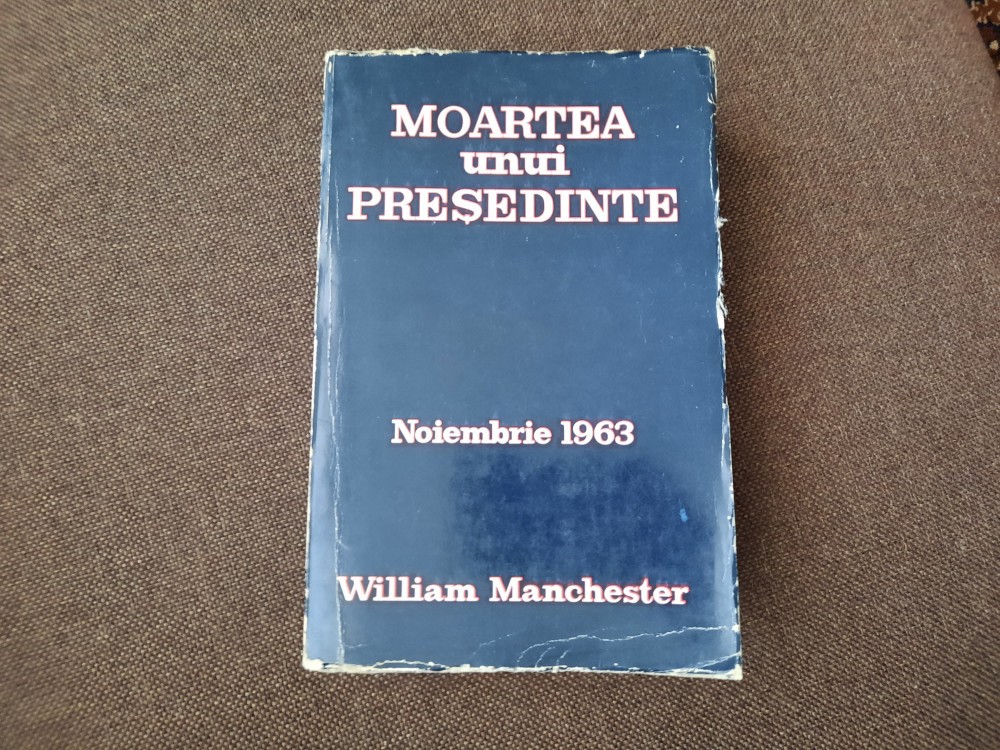 MOARTEA
unui
PREȘEDINTE
Noiembrie 1963
William Manchester